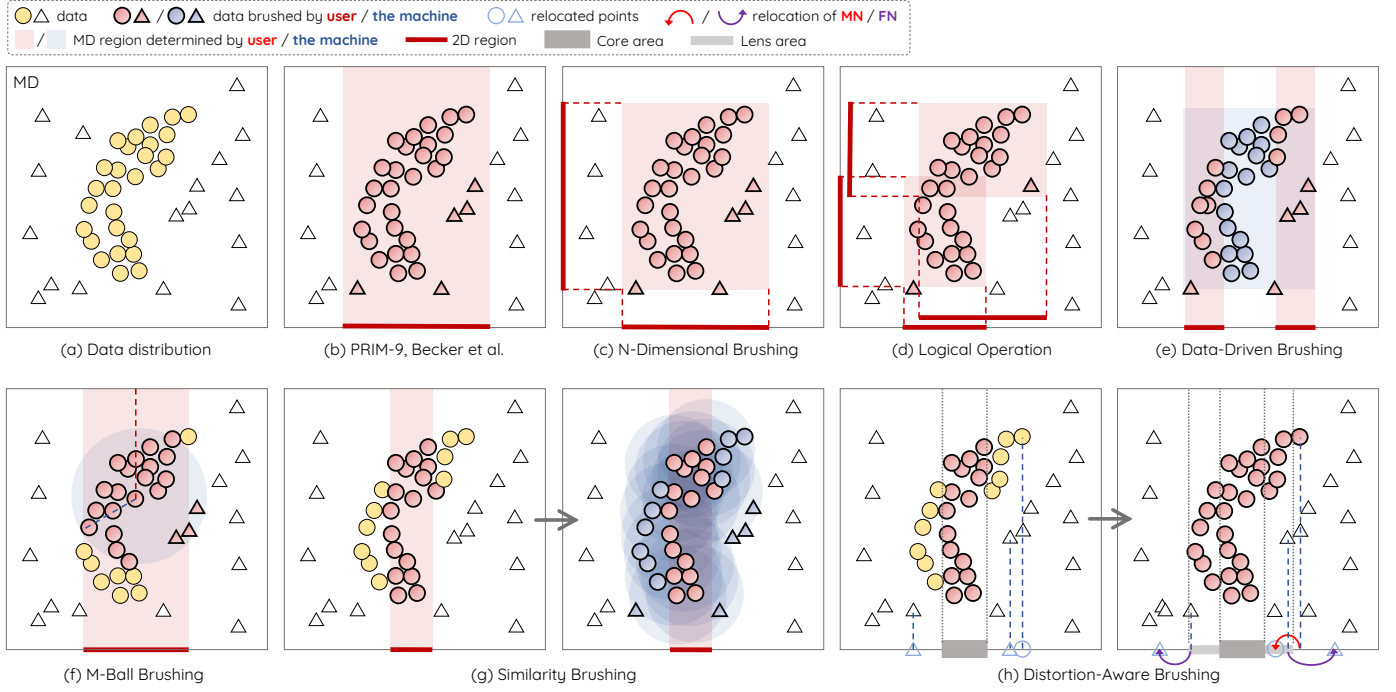 data / data brushed by user / the machine relocated points / relocation of MN / FN
/ MD region determined by user / the machine 2D region Core area Lens area
MD
(a) Data distribution
(b) PRIM-9, Becker et al.
(c) N-Dimensional Brushing
(d) Logical Operation
(e) Data-Driven Brushing
(f) M-Ball Brushing
(g) Similarity Brushing
(h) Distortion-Aware Brushing